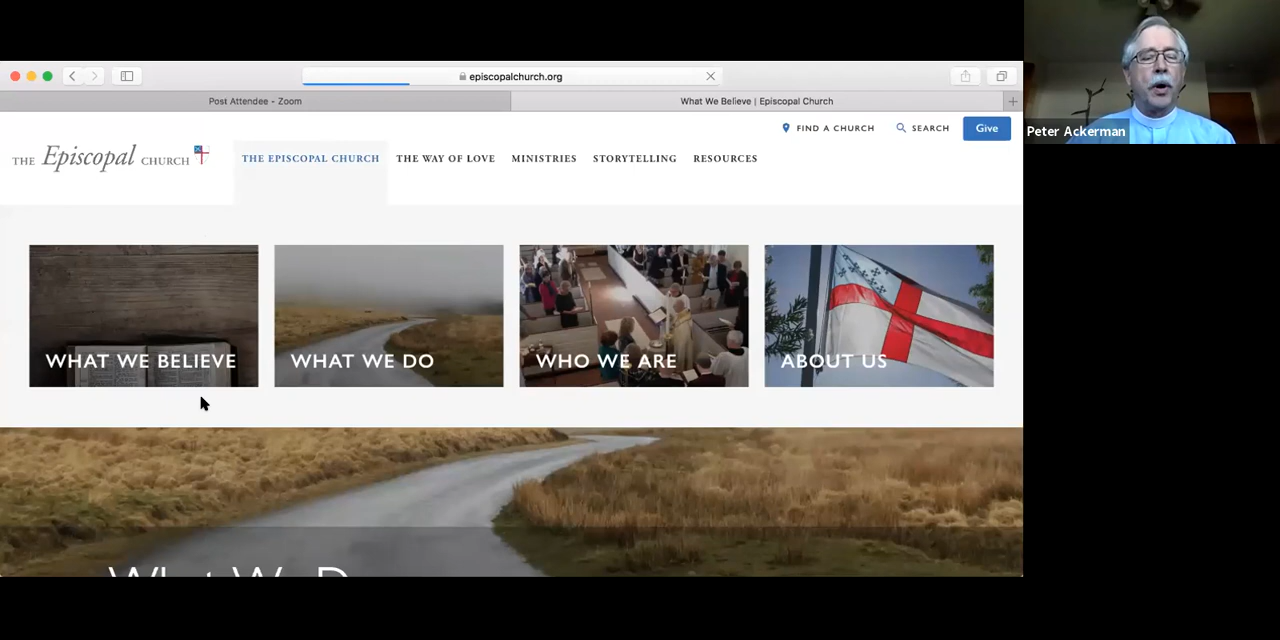 episcopalchurch.org
Post Attendee - Zoom
What We Believe | Episcopal Church
FIND A CHURCH
SEARCH
Give
THE Episcopal CHURCH
THE EPISCOPAL CHURCH
THE WAY OF LOVE
MINISTRIES
STORYTELLING
RESOURCES
Peter Ackerman
WHAT WE BELIEVE
WHAT WE DO
WHO WE ARE
ABOUT US